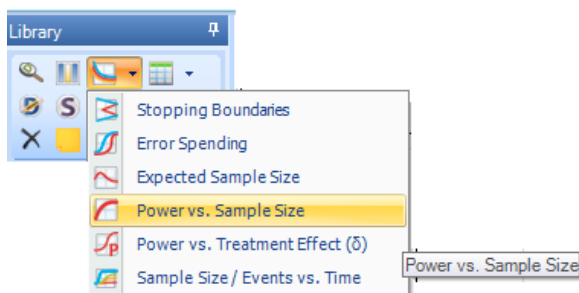 Library
Stopping Boundaries
Error Spending
Expected Sample Size
Power vs. Sample Size
Power vs. Treatment Effect (δ)
Power vs. Sample Size
Sample Size / Events vs. Time